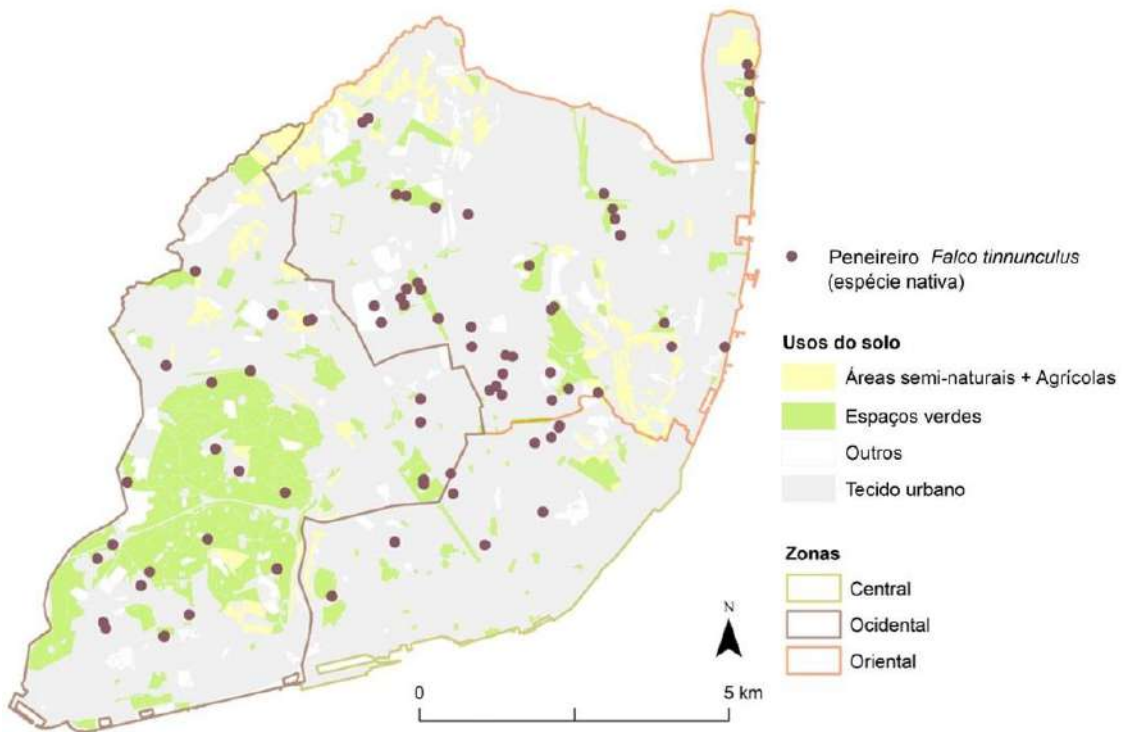 Peneireiro Falco tinnunculus
(espécie nativa)
Usos do solo
Áreas semi-naturais + Agrícolas
Espaços verdes
Outros
Tecido urbano
Zonas
Central
Ocidental
Oriental
N
0
5 km